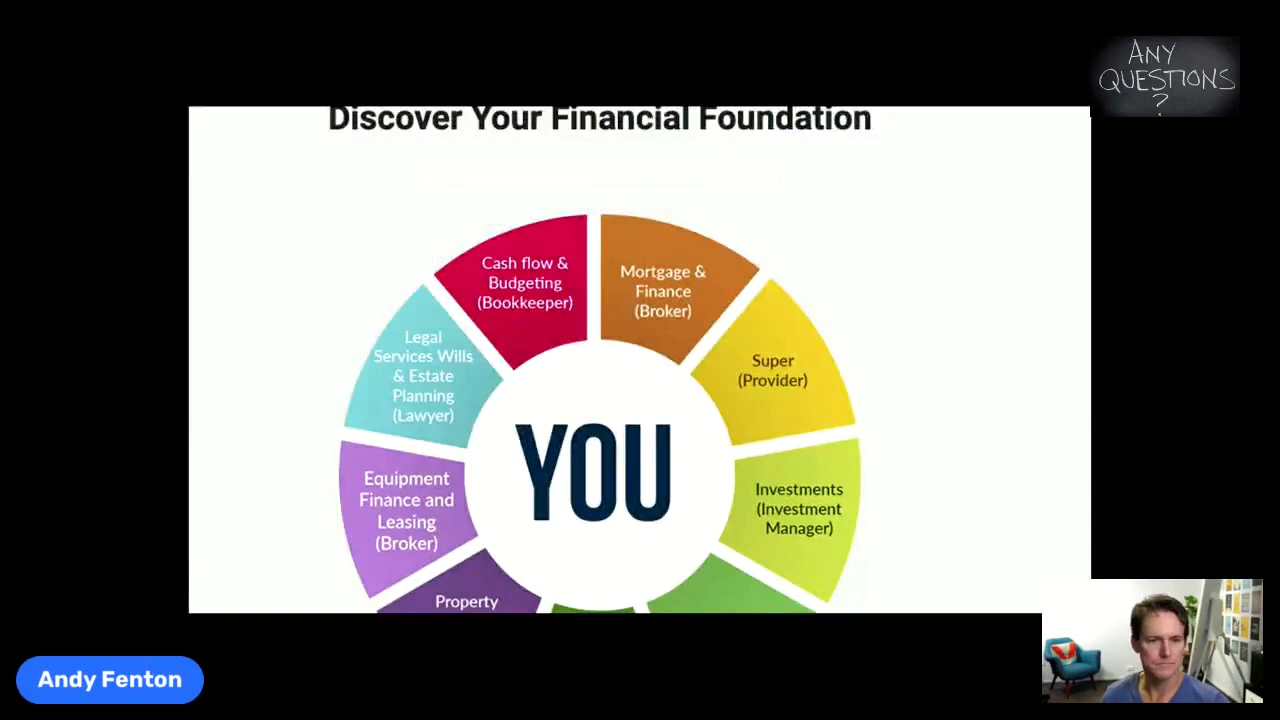 ANY
QUESTIONS
?
Discover Your Financial Foundation
Cash flow &
Budgeting
(Bookkeeper)
Mortgage &
Finance
(Broker)
Super
(Provider)
Investments
(Investment
Manager)
Legal
Services Wills
& Estate
Planning
(Lawyer)
Equipment
Finance and
Leasing
(Broker)
Property
YOU
Andy Fenton